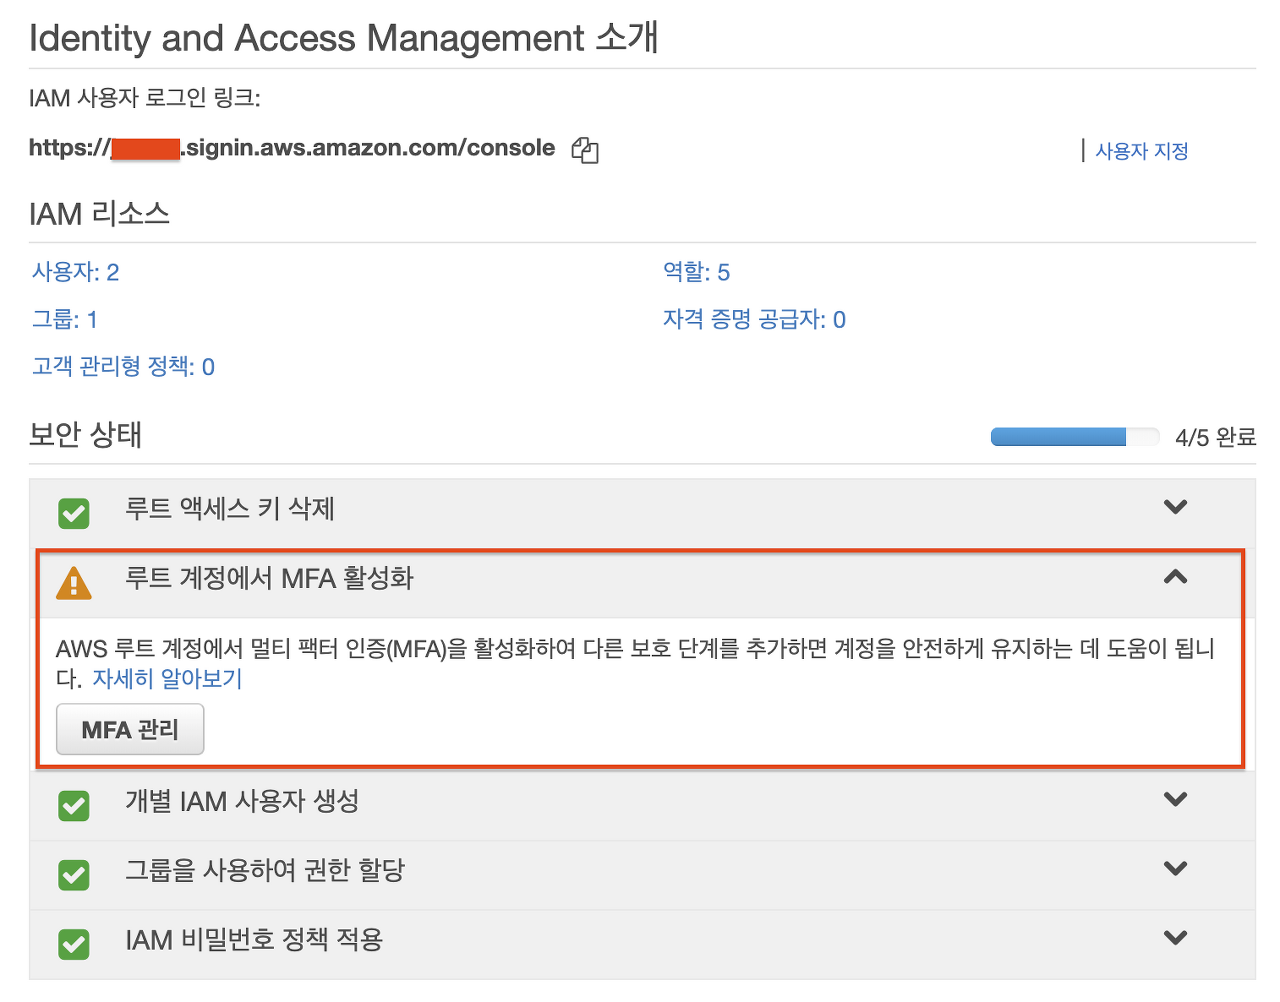 Identity and Access Management 소개
IAM 사용자 로그인 링크:
https://.signin.aws.amazon.com/console
| 사용자 지정
IAM 리소스
사용자: 2
역할: 5
그룹: 1
자격 증명 공급자: 0
고객 관리형 정책: 0
보안 상태
4/5 완료
루트 액세스 키 삭제
루트 계정에서 MFA 활성화
AWS 루트 계정에서 멀티 팩터 인증(MFA)을 활성화하여 다른 보호 단계를 추가하면 계정을 안전하게 유지하는 데 도움이 됩니
다. 자세히 알아보기
MFA 관리
개별 IAM 사용자 생성
그룹을 사용하여 권한 할당
IAM 비밀번호 정책 적용